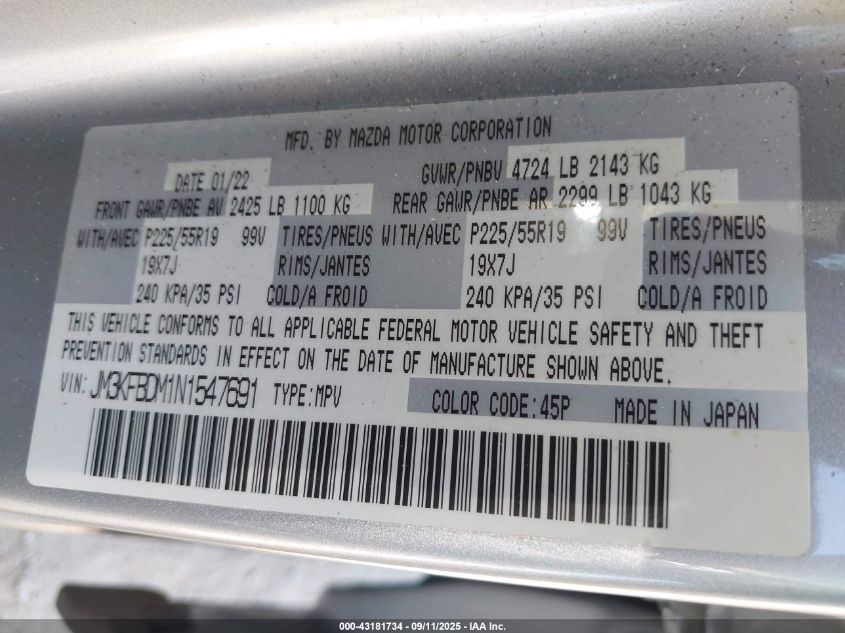 MFD. BY MAZDA MOTOR CORPORATION
DATE 01/22 GVWR/PNBV 4724 LB 2143 KG
FRONT GAWR/PNBE AV 2425 LB 1100 KG REAR GAWR/PNBE AR 2299 LB 1043 KG
WITH/AVEC P225/55R19 99V TIRES/PNEUS WITH/AVEC P225/55R19 99V TIRES/PNEUS
19X7J RIMS/JANTES 19X7J RIMS/JANTES
240 KPA/35 PSI COLD/A FROID 240 KPA/35 PSI COLD/A FROID
THIS VEHICLE CONFORMS TO ALL APPLICABLE FEDERAL MOTOR VEHICLE SAFETY AND THEFT
PREVENTION STANDARDS IN EFFECT ON THE DATE OF MANUFACTURE SHOWN ABOVE.
VIN: JM3KFBDM1N1547691 TYPE:MPV COLOR CODE:45P MADE IN JAPAN
000-43181734 - 09/11/2025 - IAA Inc.